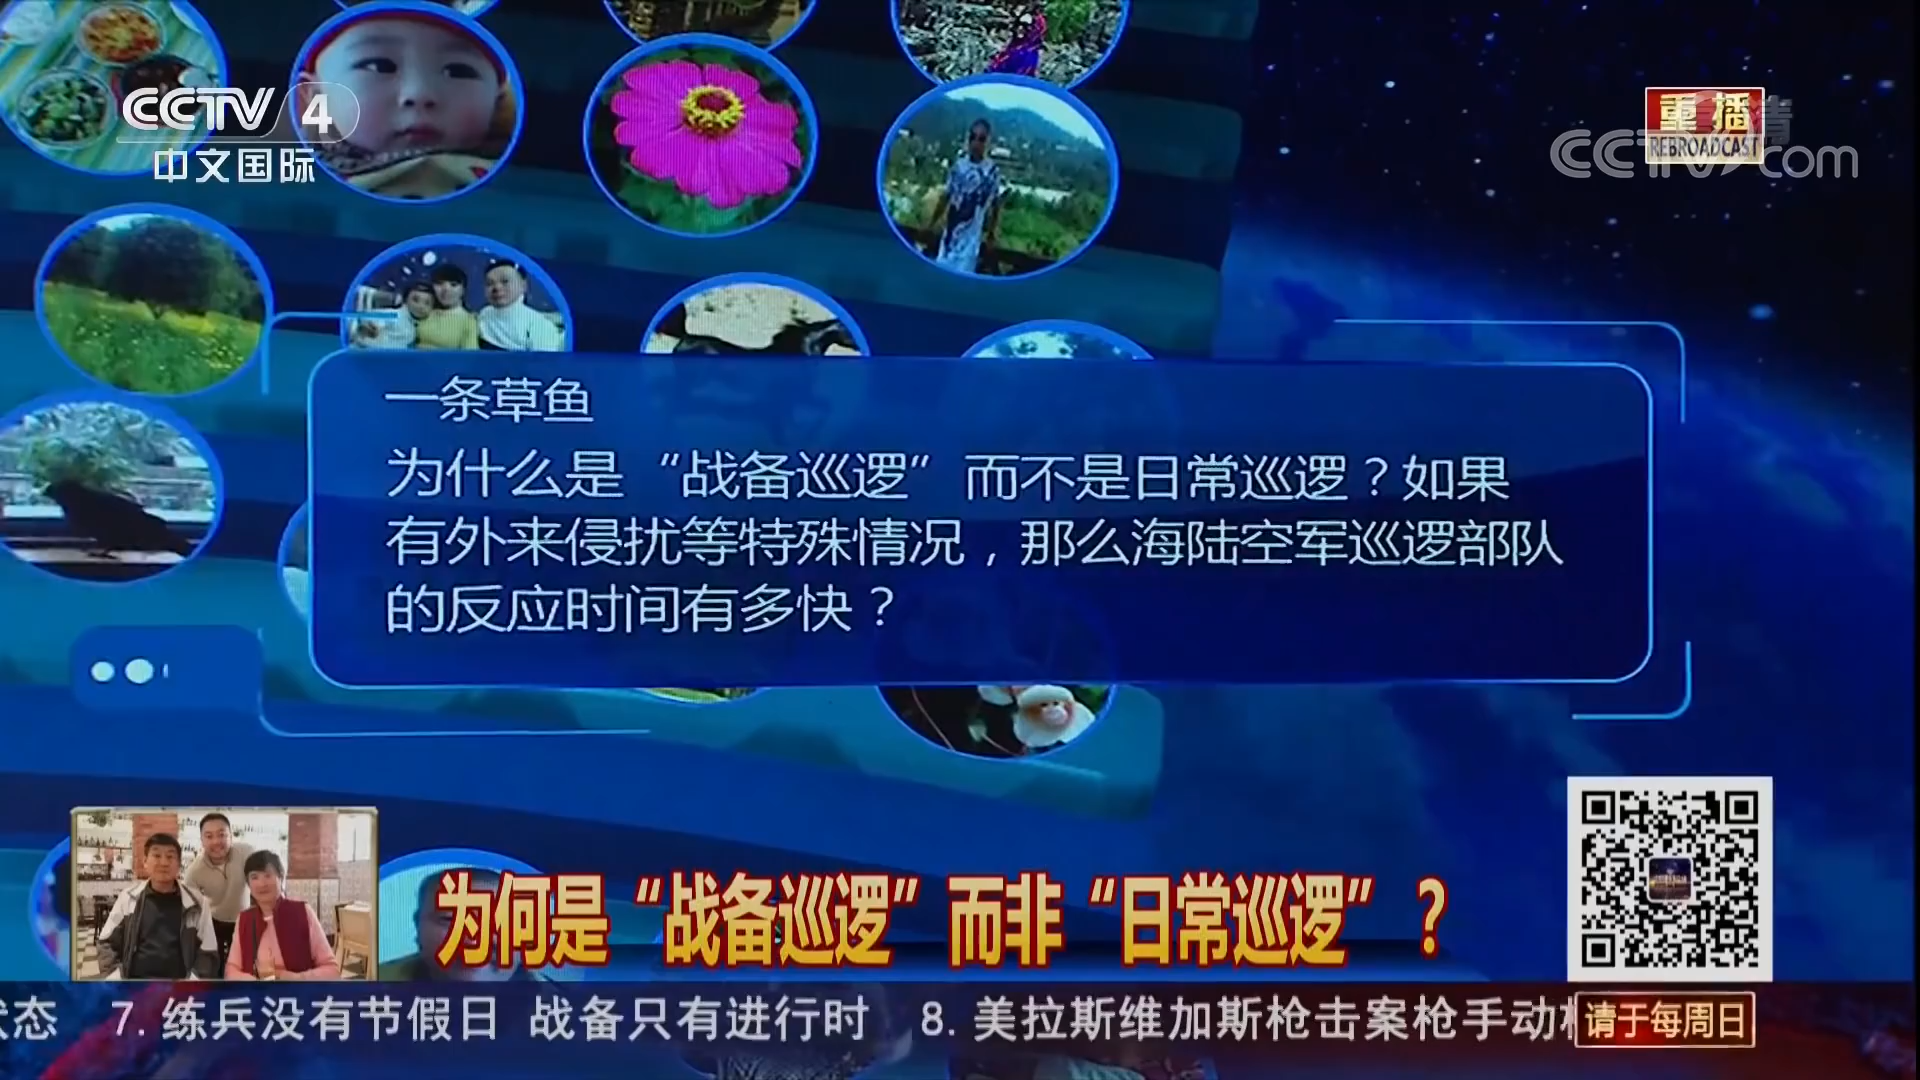 CCTV 4
中文国际
重播
REBROADCAST
CCTV.com
一条草鱼
为什么是“战备巡逻”而不是日常巡逻？如果
有外来侵扰等特殊情况，那么海陆空军巡逻部队
的反应时间有多快？
为何是“战备巡逻”而非“日常巡逻”？
状态 7.练兵没有节假日 战备只有进行时 8.美拉斯维加斯枪击案枪手动机
请于每周日